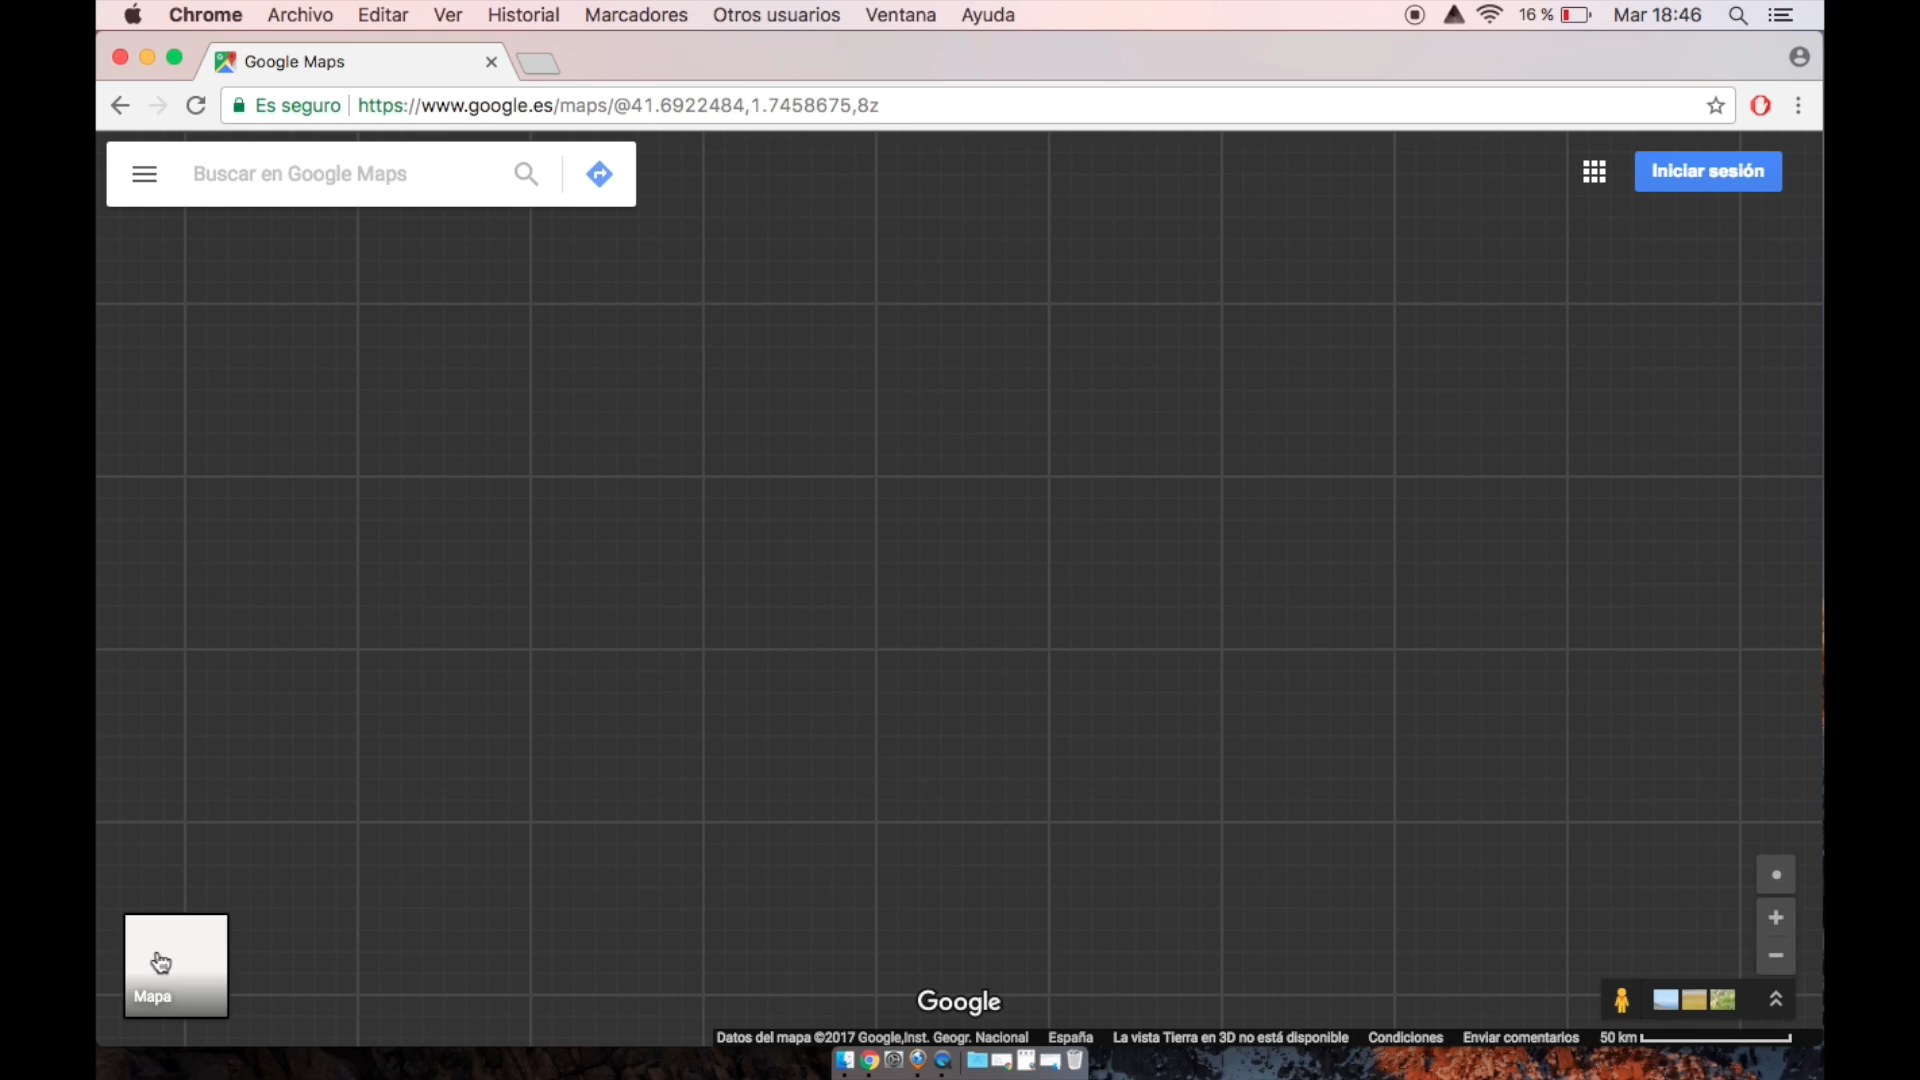 Chrome Archivo Editar Ver Historial Marcadores Otros usuarios Ventana Ayuda 16 % Mar 18:46
Google Maps
Es seguro https://www.google.es/maps/@41.6922484,1.7458675,8z
Buscar en Google Maps
Iniciar sesión
Mapa
Google
Datos del mapa ©2017 Google,Inst. Geogr. Nacional España La vista Tierra en 3D no está disponible Condiciones Enviar comentarios 50 km